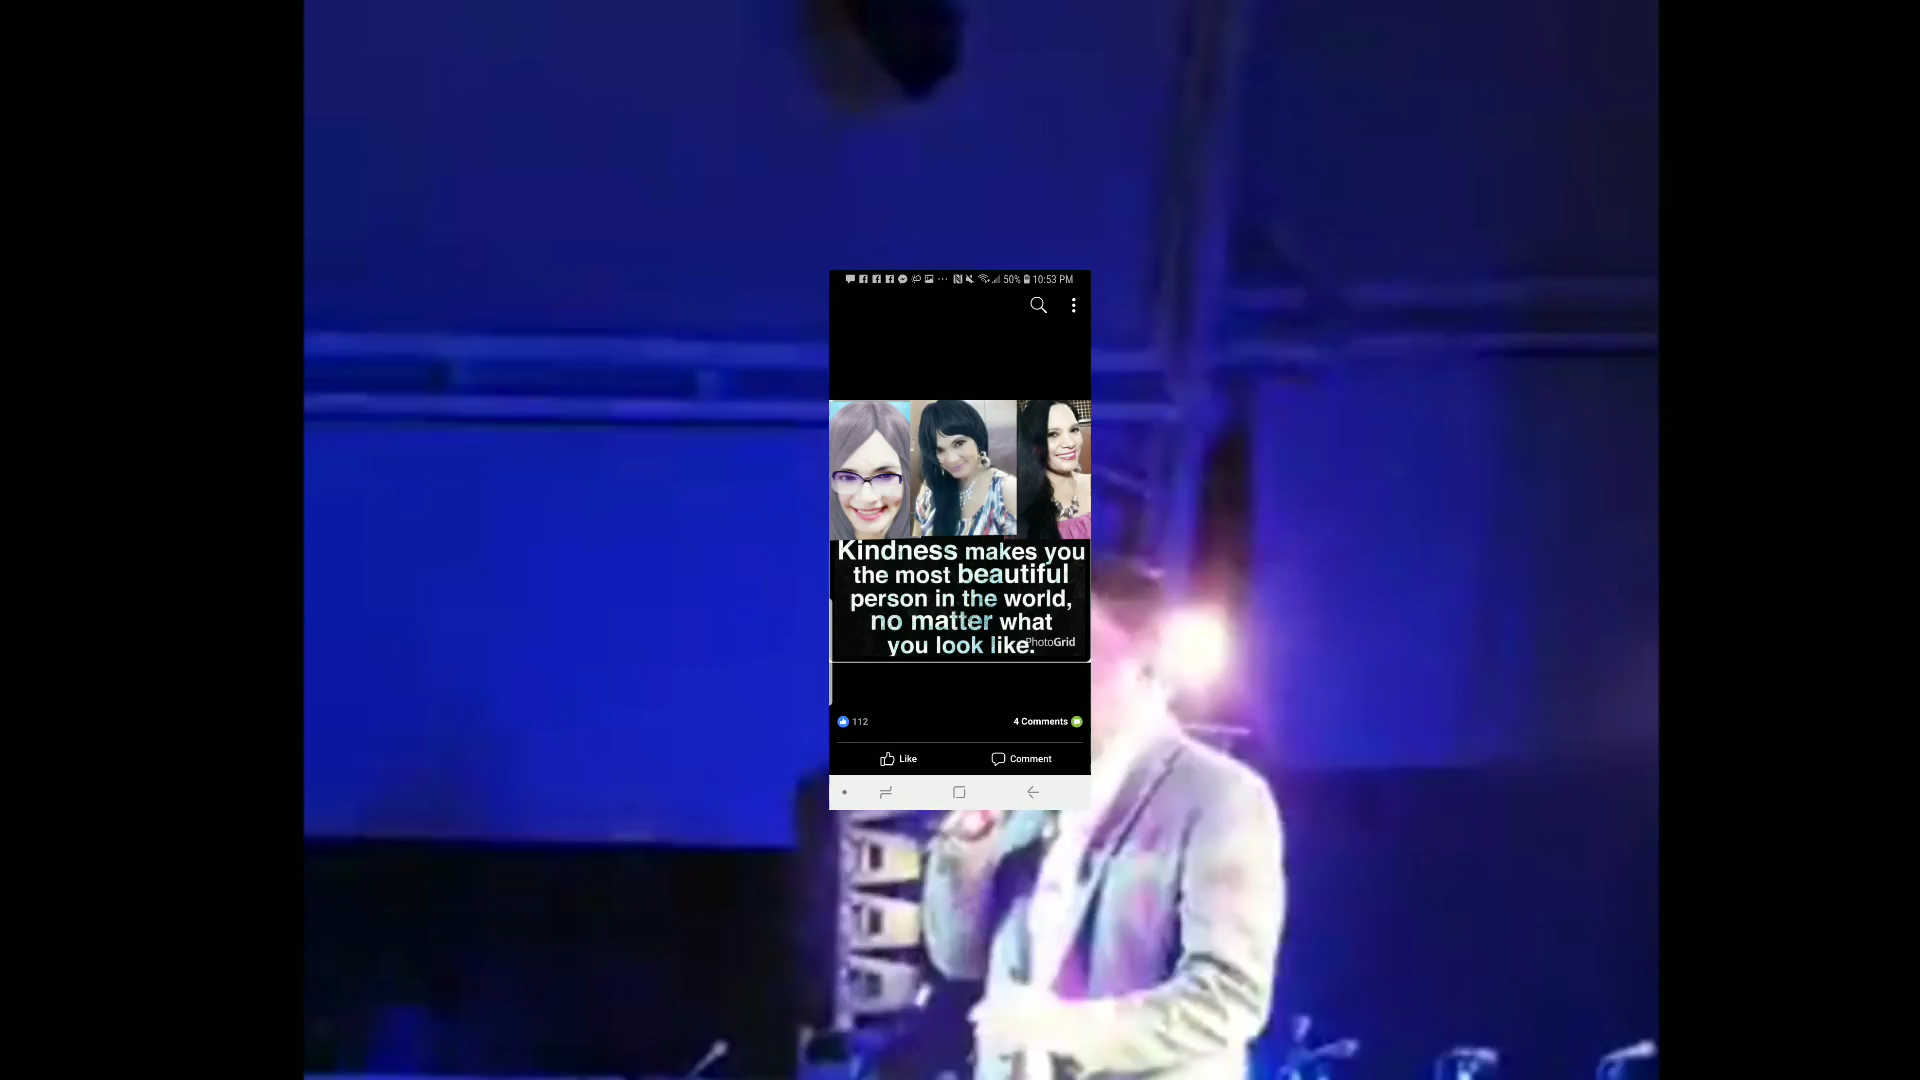 50% 10:53 PM
Kindness makes you
the most beautiful
person in the world,
no matter what
you look like.
PhotoGrid
112
4 Comments
Like
Comment